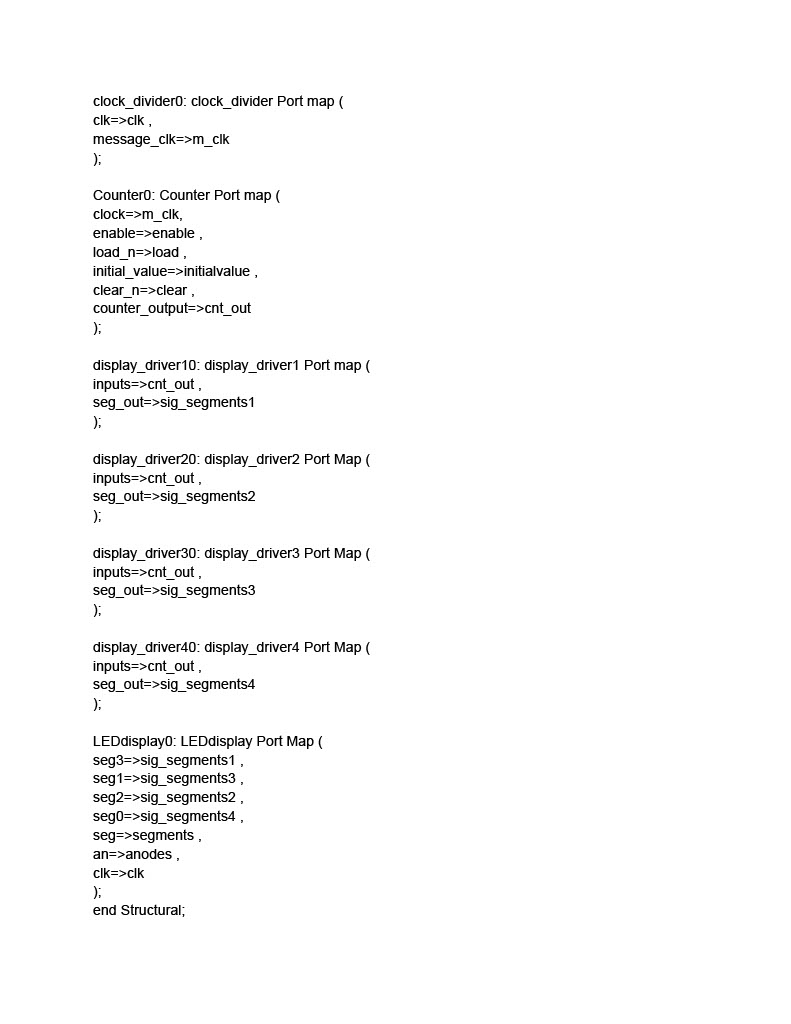 clock_divider0: clock_divider Port map (
clk=>clk ,
message_clk=>m_clk
);
Counter0: Counter Port map (
clock=>m_clk,
enable=>enable ,
load_n=>load ,
initial_value=>initialvalue ,
clear_n=>clear ,
counter_output=>cnt_out
);
display_driver10: display_driver1 Port map (
inputs=>cnt_out ,
seg_out=>sig_segments1
);
display_driver20: display_driver2 Port Map (
inputs=>cnt_out ,
seg_out=>sig_segments2
);
display_driver30: display_driver3 Port Map (
inputs=>cnt_out ,
seg_out=>sig_segments3
);
display_driver40: display_driver4 Port Map (
inputs=>cnt_out ,
seg_out=>sig_segments4
);
LEDdisplay0: LEDdisplay Port Map (
seg3=>sig_segments1 ,
seg1=>sig_segments3 ,
seg2=>sig_segments2 ,
seg0=>sig_segments4 ,
seg=>segments ,
an=>anodes ,
clk=>clk
);
end Structural;